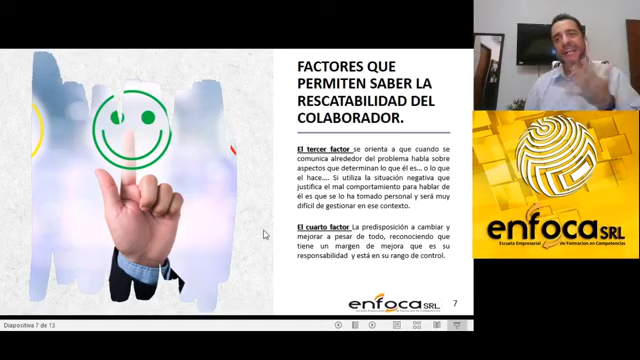 FACTORES QUE
PERMITEN SABER LA
RESCATABILIDAD DEL
COLABORADOR.
El tercer factor se orienta a que cuando se
comunica alrededor del problema habla sobre
aspectos que determinan lo que él es... o lo que
el hace.... Si utiliza la situación negativa que
justifica el mal comportamiento para hablar de
él es que se lo ha tomado personal y será muy
difícil de gestionar en ese contexto.
El cuarto factor La predisposición a cambiar y
mejorar a pesar de todo, reconociendo que
tiene un margen de mejora que es su
responsabilidad y está en su rango de control.
enfoca SRL
7
Diapositiva 7 de 13
enfoca SRL
Escuela Empresarial de Formación en Competencias